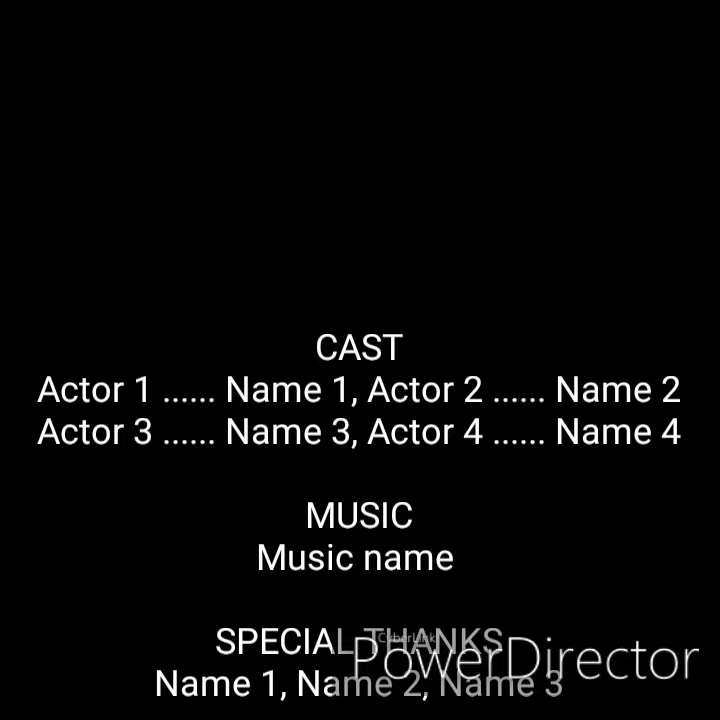 CAST
Actor 1 ...... Name 1, Actor 2 ...... Name 2
Actor 3 ...... Name 3, Actor 4 ...... Name 4
MUSIC
Music name
SPECIAL THANKS
CyberLink
PowerDirector
Name 1, Name 2, Name 3